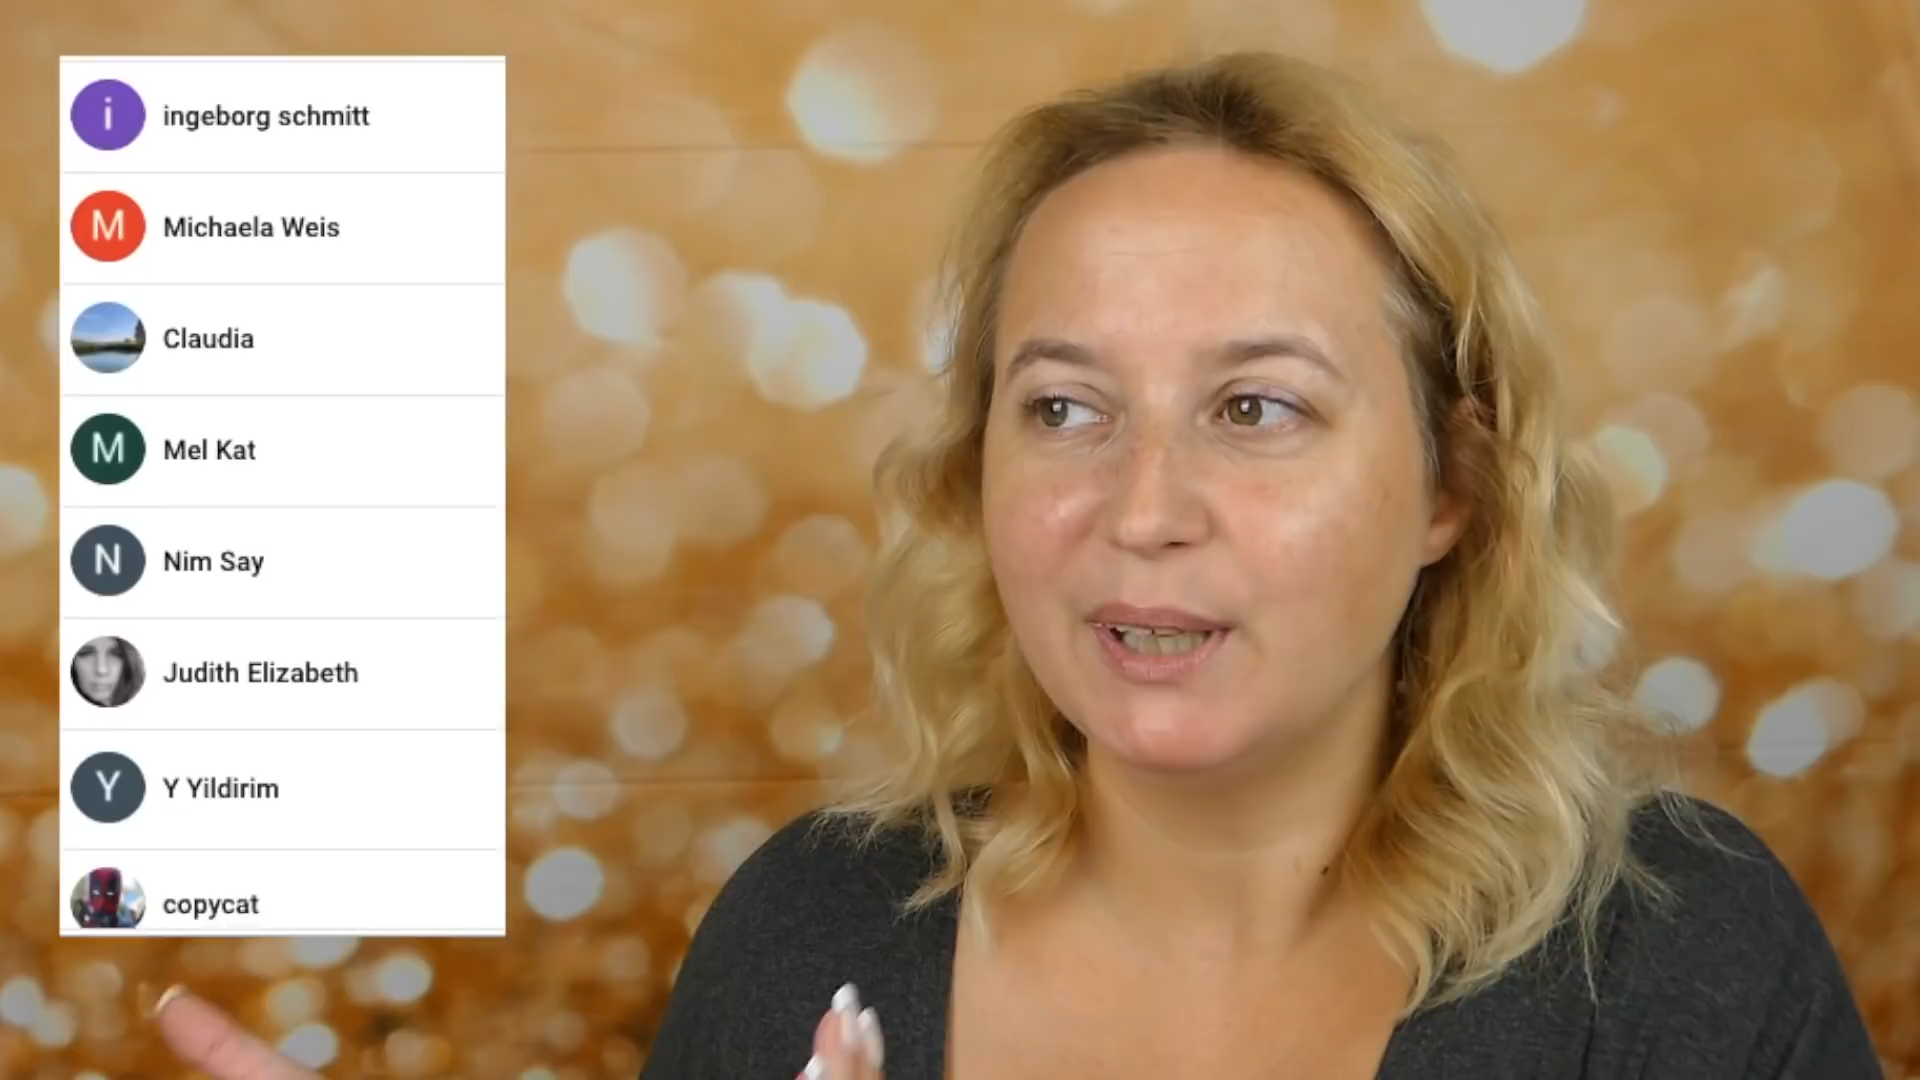 i ingeborg schmitt
M Michaela Weis
Claudia
M Mel Kat
N Nim Say
Judith Elizabeth
Y Y Yildirim
copycat